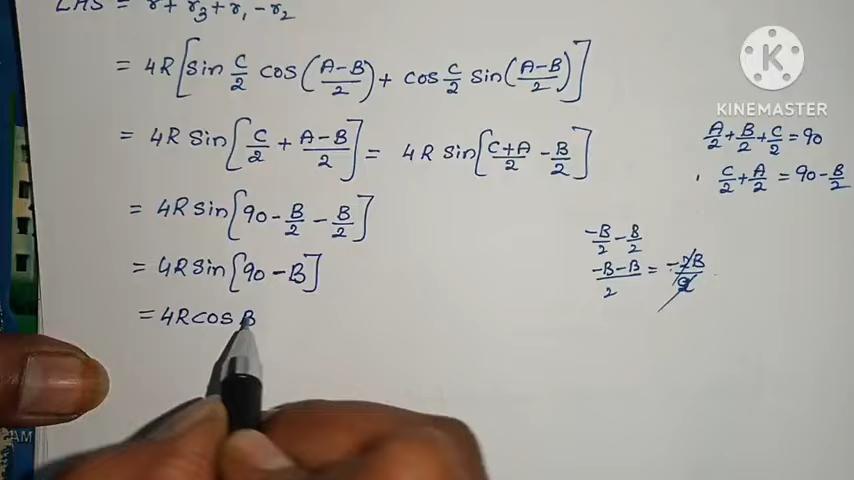 LHS = r + r₃ + r₁ - r₂
= 4R[sin C/2 cos(A-B/2) + cos C/2 sin(A-B/2)]
= 4R sin[C/2 + A-B/2] = 4R sin[C+A/2 - B/2]
= 4R sin[90 - B/2 - B/2]
= 4R sin[90 - B]
= 4R cos B
K
KINEMASTER
A/2 + B/2 + C/2 = 90
C/2 + A/2 = 90 - B/2
-B/2 - B/2
-B-B/2 = -2B/2
AM